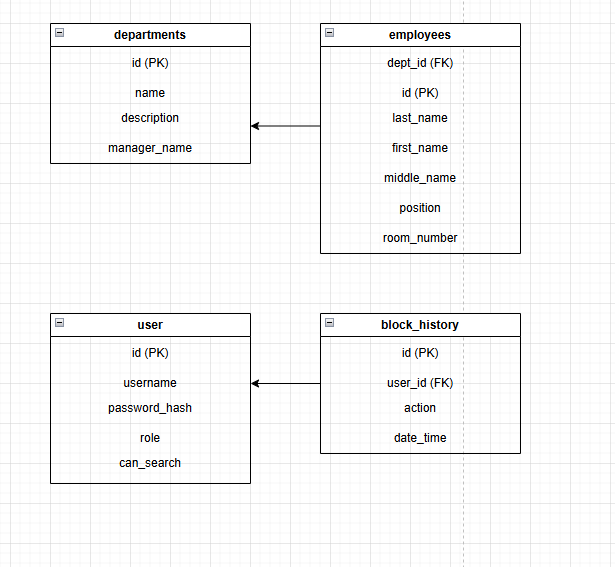 departments
id (PK)
name
description
manager_name
employees
dept_id (FK)
id (PK)
last_name
first_name
middle_name
position
room_number
user
id (PK)
username
password_hash
role
can_search
block_history
id (PK)
user_id (FK)
action
date_time